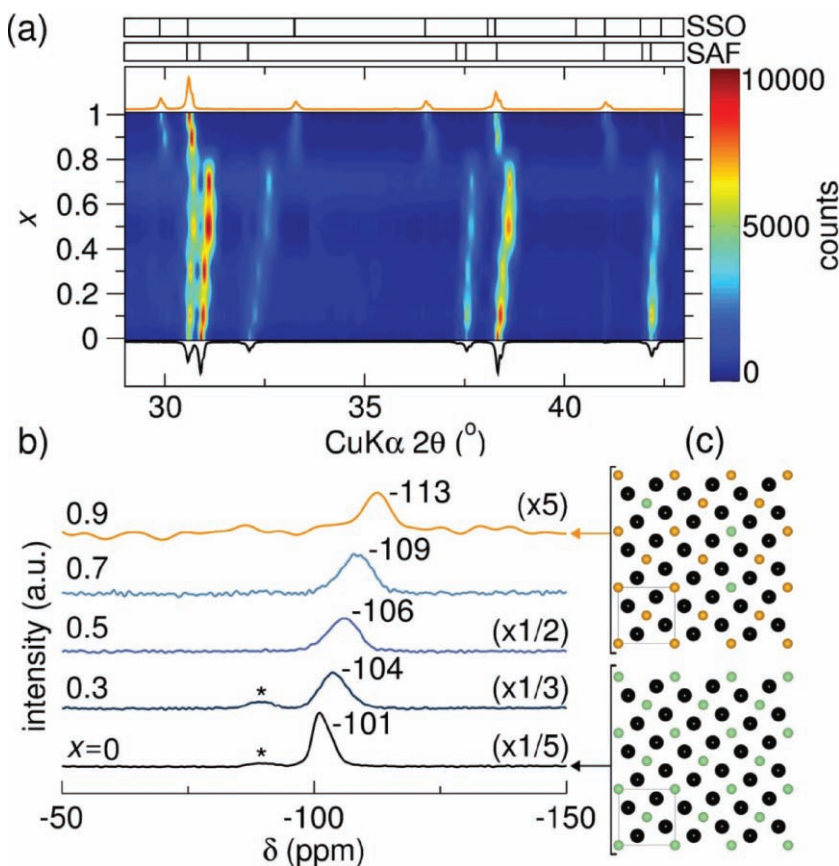 (a)
SSO
SAF
10000
5000
0
counts
1
0.8
0.6
0.4
0.2
0
x
30
35
40
CuKα 2θ (°)
b)
(c)
0.9
-113
(x5)
0.7
-109
0.5
-106
(x1/2)
0.3
*
-104
(x1/3)
x=0
*
-101
(x1/5)
intensity (a.u.)
-50
-100
-150
δ (ppm)